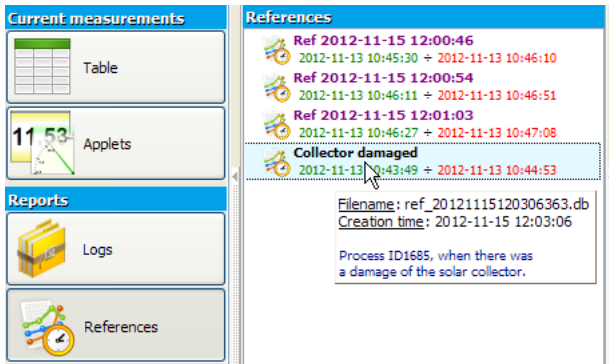 Current measurements
Table
11 53
Applets
Reports
Logs
References
References
Ref 2012-11-15 12:00:46
2012-11-13 10:45:30 ÷ 2012-11-13 10:46:10
Ref 2012-11-15 12:00:54
2012-11-13 10:46:11 ÷ 2012-11-13 10:46:51
Ref 2012-11-15 12:01:03
2012-11-13 10:46:27 ÷ 2012-11-13 10:47:08
Collector damaged
2012-11-13 10:43:49 ÷ 2012-11-13 10:44:53
Filename: ref_20121115120306363.db
Creation time: 2012-11-15 12:03:06
Process ID1685, when there was
a damage of the solar collector.